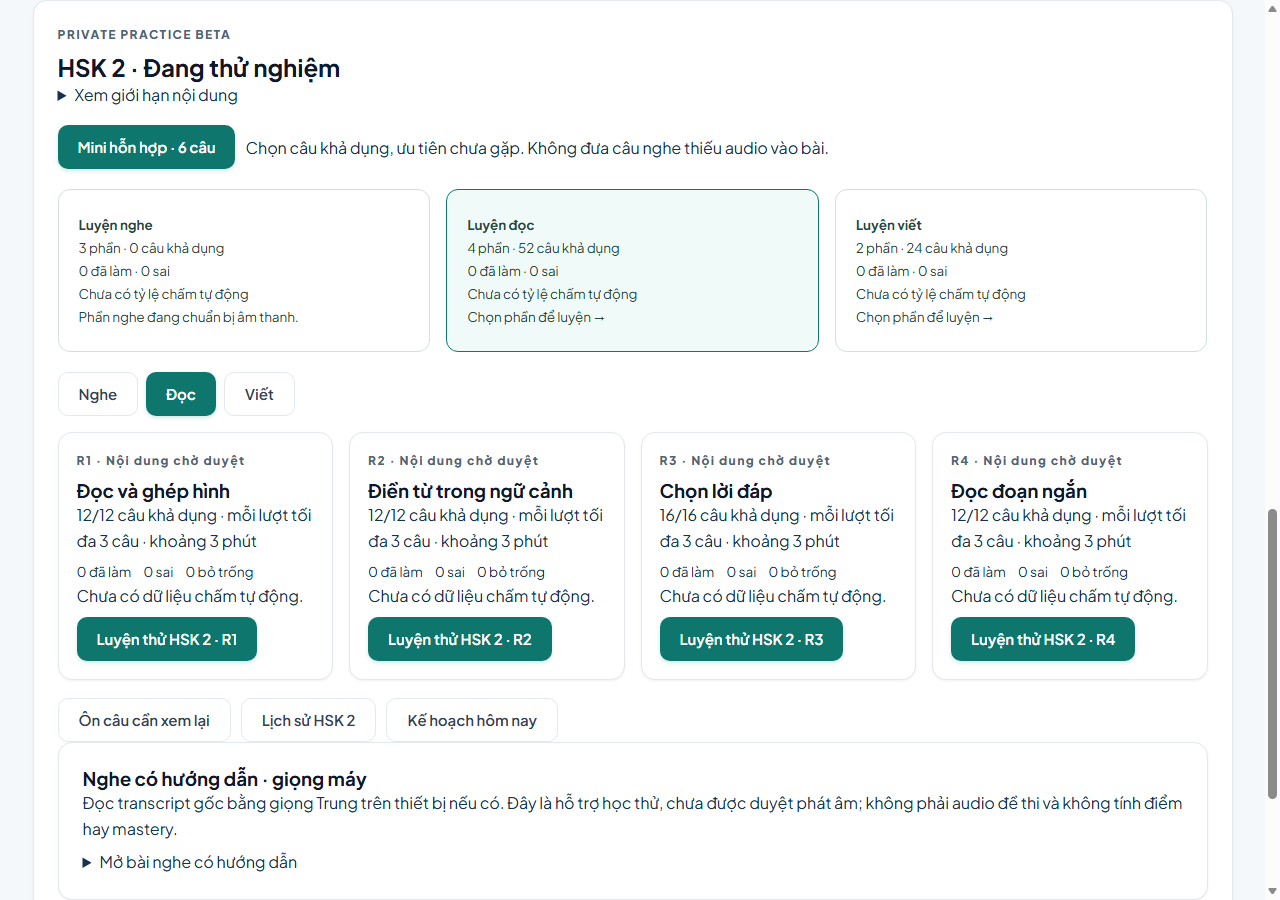 PRIVATE PRACTICE BETA
HSK 2 · Đang thử nghiệm
▶ Xem giới hạn nội dung
Mini hỗn hợp · 6 câu
Chọn câu khả dụng, ưu tiên chưa gặp. Không đưa câu nghe thiếu audio vào bài.
Luyện nghe
3 phần · 0 câu khả dụng
0 đã làm · 0 sai
Chưa có tỷ lệ chấm tự động
Phần nghe đang chuẩn bị âm thanh.
Luyện đọc
4 phần · 52 câu khả dụng
0 đã làm · 0 sai
Chưa có tỷ lệ chấm tự động
Chọn phần để luyện →
Luyện viết
2 phần · 24 câu khả dụng
0 đã làm · 0 sai
Chưa có tỷ lệ chấm tự động
Chọn phần để luyện →
Nghe
Đọc
Viết
R1 · Nội dung chờ duyệt
Đọc và ghép hình
12/12 câu khả dụng · mỗi lượt tối
đa 3 câu · khoảng 3 phút
0 đã làm 0 sai 0 bỏ trống
Chưa có dữ liệu chấm tự động.
Luyện thử HSK 2 · R1
R2 · Nội dung chờ duyệt
Điền từ trong ngữ cảnh
12/12 câu khả dụng · mỗi lượt tối
đa 3 câu · khoảng 3 phút
0 đã làm 0 sai 0 bỏ trống
Chưa có dữ liệu chấm tự động.
Luyện thử HSK 2 · R2
R3 · Nội dung chờ duyệt
Chọn lời đáp
16/16 câu khả dụng · mỗi lượt tối
đa 3 câu · khoảng 3 phút
0 đã làm 0 sai 0 bỏ trống
Chưa có dữ liệu chấm tự động.
Luyện thử HSK 2 · R3
R4 · Nội dung chờ duyệt
Đọc đoạn ngắn
12/12 câu khả dụng · mỗi lượt tối
đa 3 câu · khoảng 3 phút
0 đã làm 0 sai 0 bỏ trống
Chưa có dữ liệu chấm tự động.
Luyện thử HSK 2 · R4
Ôn câu cần xem lại
Lịch sử HSK 2
Kế hoạch hôm nay
Nghe có hướng dẫn · giọng máy
Đọc transcript gốc bằng giọng Trung trên thiết bị nếu có. Đây là hỗ trợ học thử, chưa được duyệt phát âm; không phải audio đề thi và không tính điểm
hay mastery.
▶ Mở bài nghe có hướng dẫn